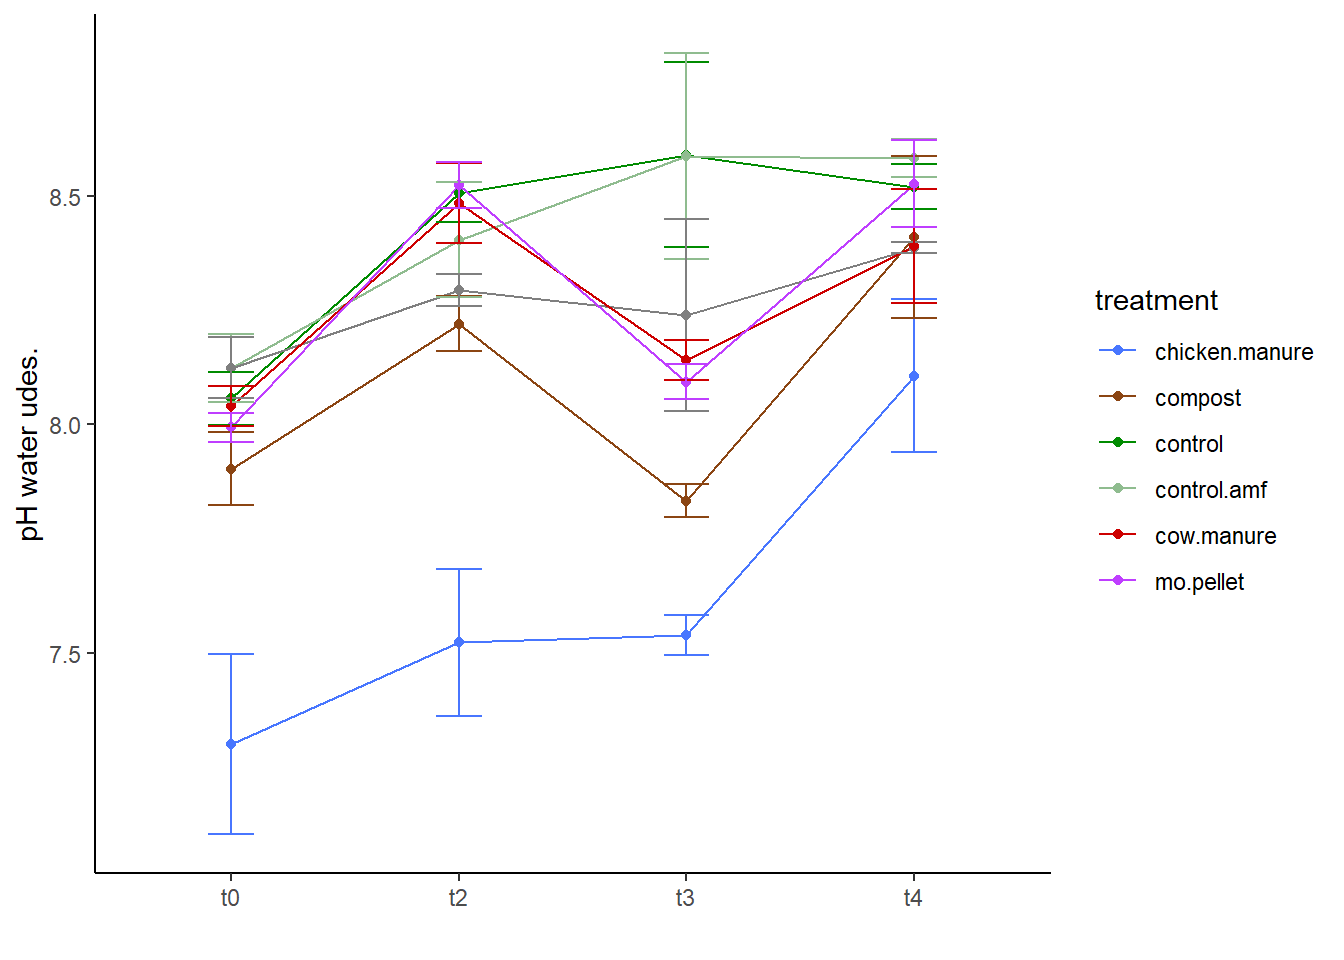 pH water udes.
8.5
8.0
7.5
t0 t2 t3 t4
treatment
chicken.manure
compost
control
control.amf
cow.manure
mo.pellet